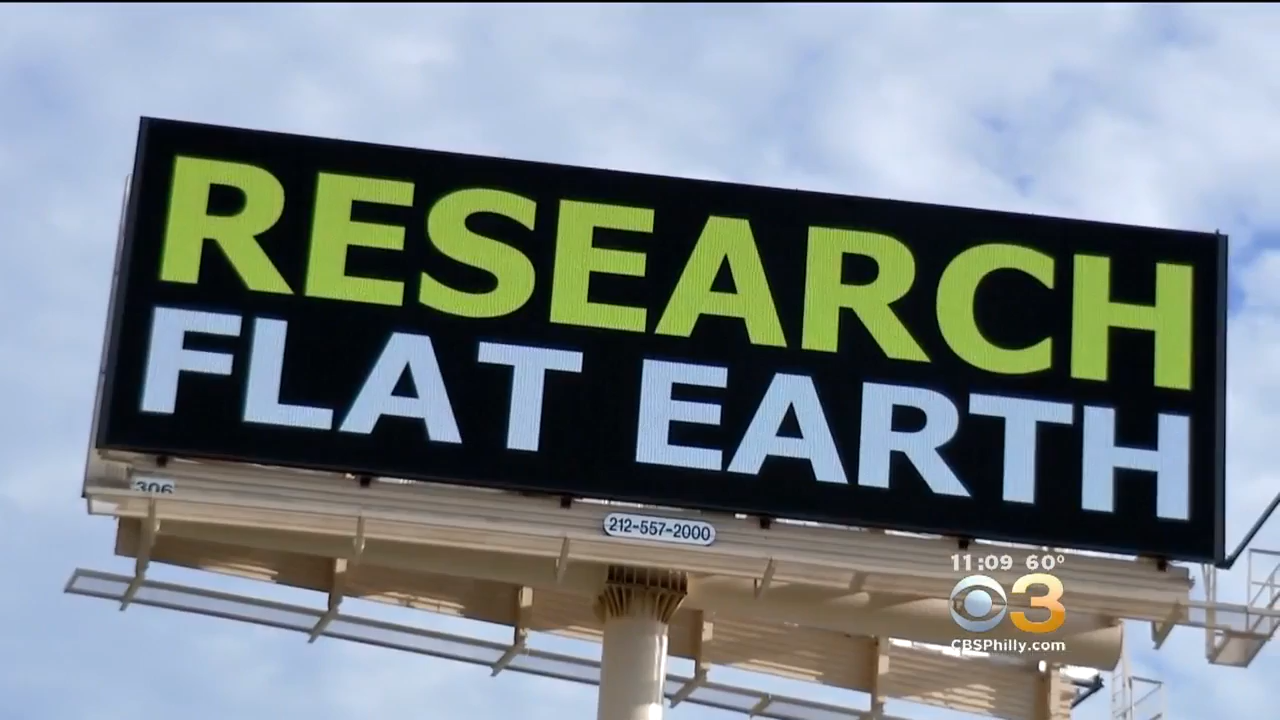 RESEARCH
FLAT EARTH
306
212-557-2000
11:09 60°
3
CBSPhilly.com